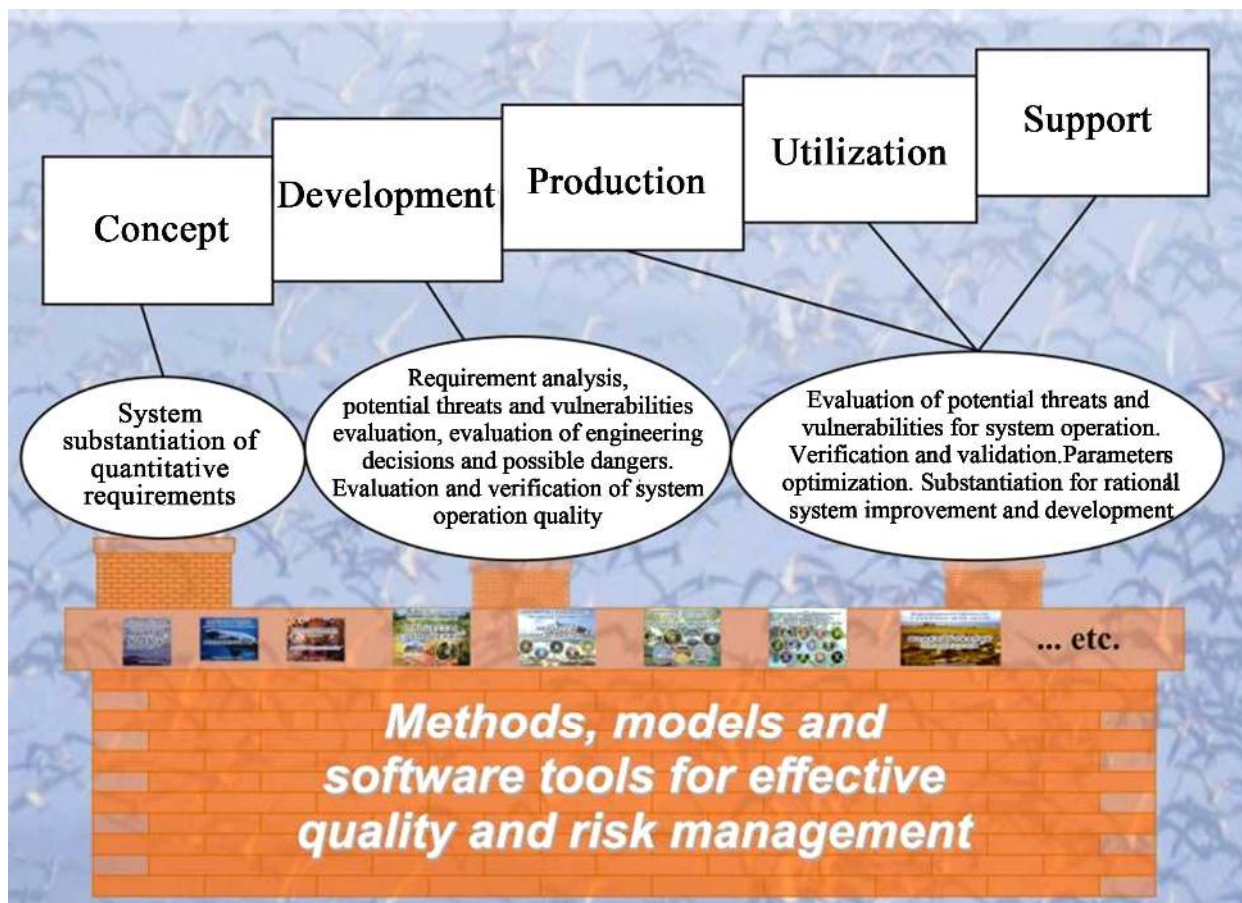 Support
Utilization
Production
Development
Concept
System
substantiation of
quantitative
requirements
Requirement analysis,
potential threats and vulnerabilities
evaluation, evaluation of engineering
decisions and possible dangers.
Evaluation and verification of system
operation quality
Evaluation of potential threats and
vulnerabilities for system operation.
Verification and validation.Parameters
optimization. Substantiation for rational
system improvement and development
... etc.
Methods, models and
software tools for effective
quality and risk management